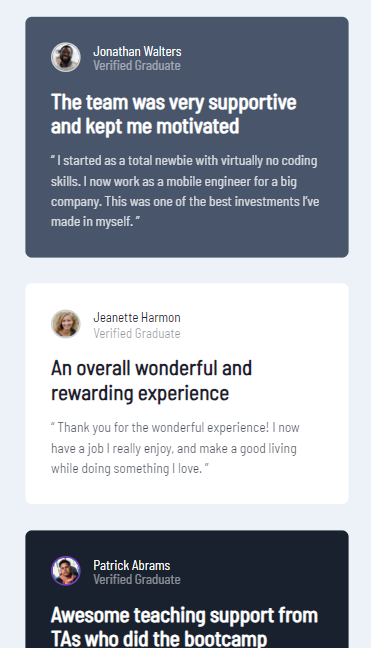 Jonathan Walters
Verified Graduate
The team was very supportive
and kept me motivated
“ I started as a total newbie with virtually no coding
skills. I now work as a mobile engineer for a big
company. This was one of the best investments I’ve
made in myself. ”
Jeanette Harmon
Verified Graduate
An overall wonderful and
rewarding experience
“ Thank you for the wonderful experience! I now
have a job I really enjoy, and make a good living
while doing something I love. ”
Patrick Abrams
Verified Graduate
Awesome teaching support from
TAs who did the bootcamp